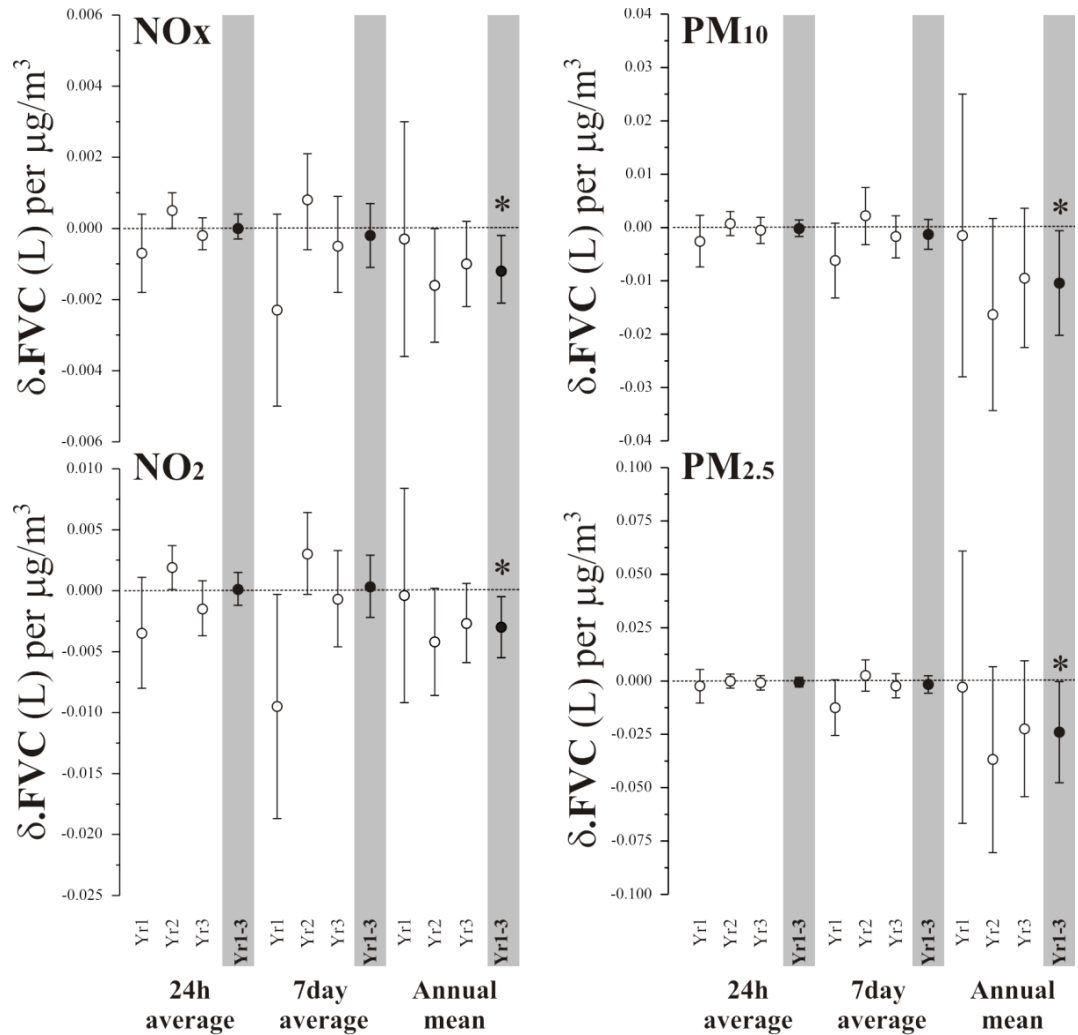 NOx
δ.FVC (L) per μg/m³
0.006
0.004
0.002
0.000
-0.002
-0.004
-0.006
*
PM10
δ.FVC (L) per μg/m³
0.04
0.03
0.02
0.01
0.00
-0.01
-0.02
-0.03
-0.04
*
NO2
δ.FVC (L) per μg/m³
0.010
0.005
0.000
-0.005
-0.010
-0.015
-0.020
-0.025
*
Yr1 Yr2 Yr3 Yr1-3 Yr1 Yr2 Yr3 Yr1-3 Yr1 Yr2 Yr3 Yr1-3
24h 7day Annual
average average mean
PM2.5
δ.FVC (L) per μg/m³
0.100
0.075
0.050
0.025
0.000
-0.025
-0.050
-0.075
-0.100
*
Yr1 Yr2 Yr3 Yr1-3 Yr1 Yr2 Yr3 Yr1-3 Yr1 Yr2 Yr3 Yr1-3
24h 7day Annual
average average mean